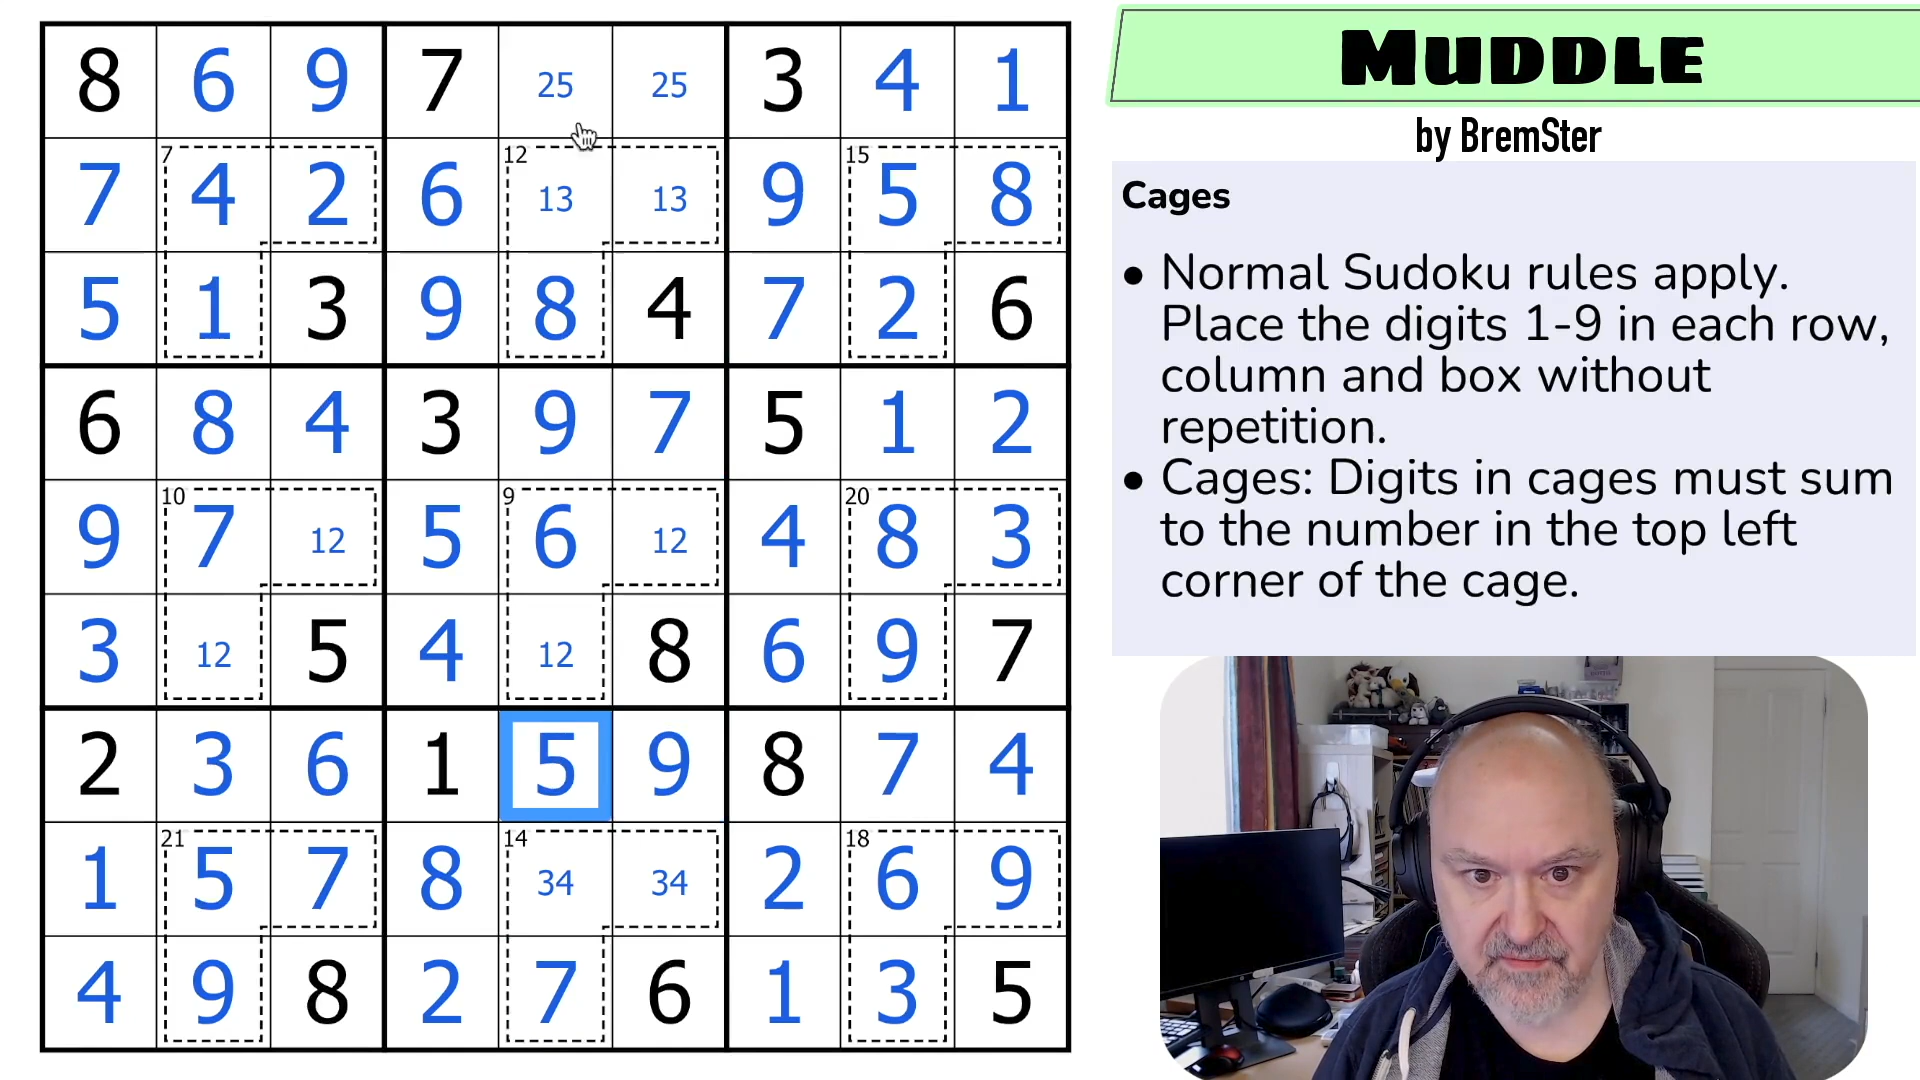 8 6 9 7 25 25 3 4 1
7 7 4 2 6 12 13 13 9 15 5 8
5 1 3 9 8 4 7 2 6
6 8 4 3 9 7 5 1 2
9 10 7 12 5 9 6 12 4 20 8 3
3 12 5 4 12 8 6 9 7
2 3 6 1 5 9 8 7 4
1 21 5 7 8 14 34 34 2 18 6 9
4 9 8 2 7 6 1 3 5
MUDDLE
by BremSter
Cages
• Normal Sudoku rules apply.
Place the digits 1-9 in each row,
column and box without
repetition.
• Cages: Digits in cages must sum
to the number in the top left
corner of the cage.